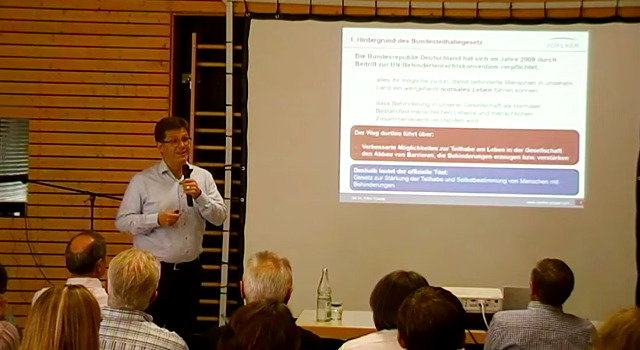 I Hintergrund des Bundesteilhabegesetz
Die Bundesrepublik Deutschland hat sich im Jahre 2009 durch
Beitritt zur UN-Behindertenrechtskonvention verpflichtet,
alles ihr mögliche zu tun, damit behinderte Menschen in unserem
Land ein weitgehend normales Leben führen können,
dass Behinderung in unserer Gesellschaft als normaler
Bestandteil menschlichen Lebens und menschlichen
Zusammenlebens verstanden wird.
Der Weg dorthin führt über:
Verbesserte Möglichkeiten zur Teilhabe am Leben in der Gesellschaft
den Abbau von Barrieren, die Behinderungen erzeugen bzw. verstärken
Deshalb lautet der offizielle Titel:
Gesetz zur Stärkung der Teilhabe und Selbstbestimmung von Menschen mit
Behinderungen